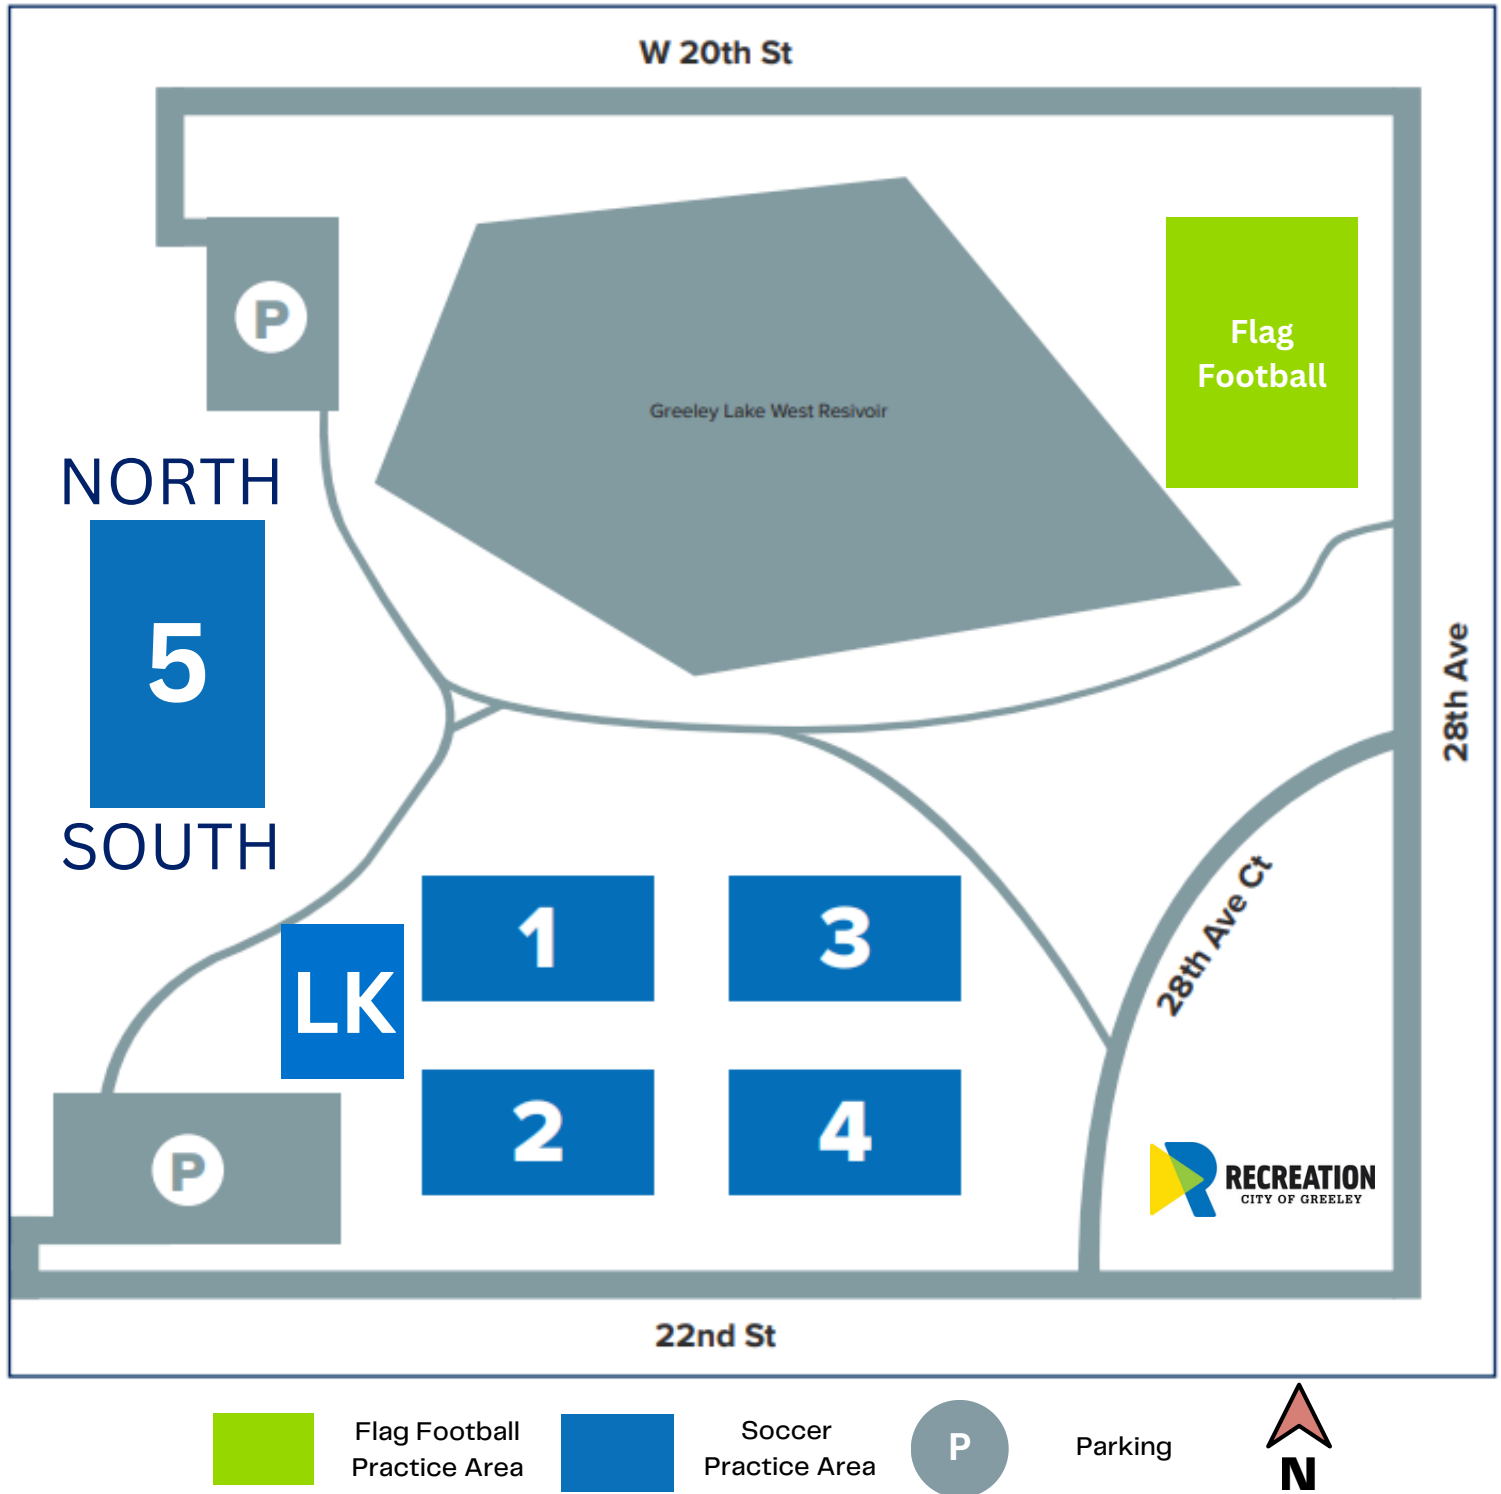 W 20th St
P
Flag
Football
Greeley Lake West Resivoir
NORTH
5
SOUTH
28th Ave
28th Ave Ct
1
3
LK
2
4
P
RECREATION
CITY OF GREELEY
22nd St
Flag Football
Practice Area
Soccer
Practice Area
P
Parking
N